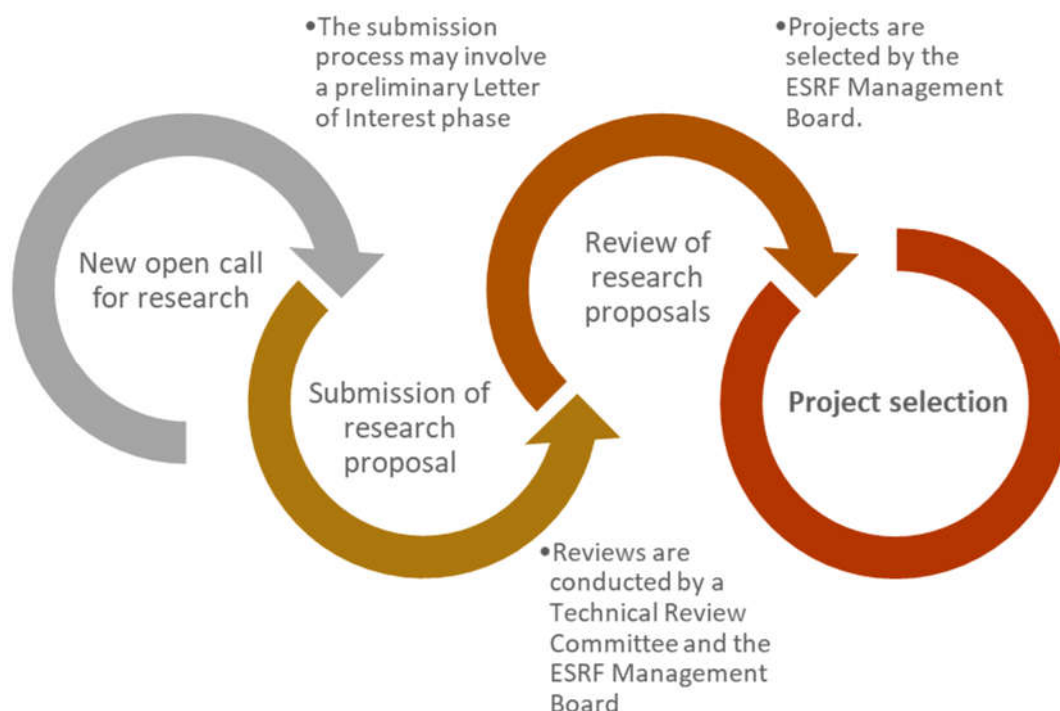 •The submission
process may involve
a preliminary Letter
of Interest phase
•Projects are
selected by the
ESRF Management
Board.
New open call
for research
Submission of
research
proposal
Review of
research
proposals
Project selection
•Reviews are
conducted by a
Technical Review
Committee and the
ESRF Management
Board